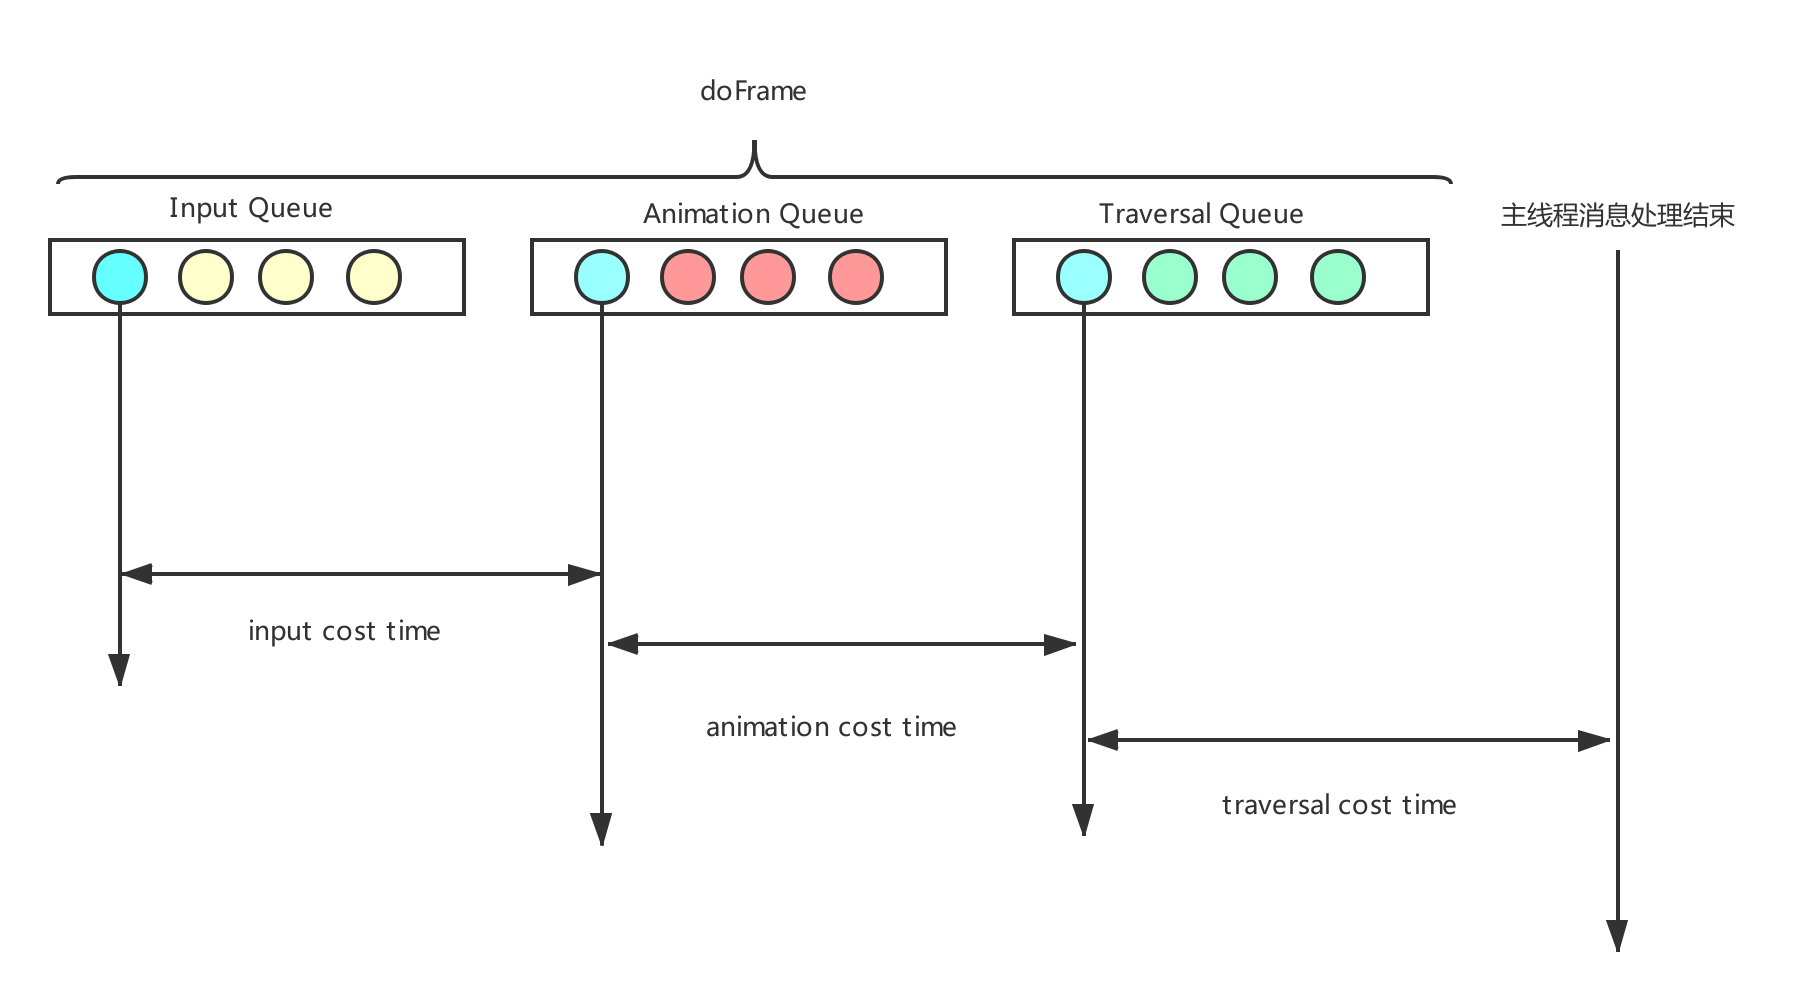 doFrame
Input Queue
Animation Queue
Traversal Queue
主线程消息处理结束
input cost time
animation cost time
traversal cost time